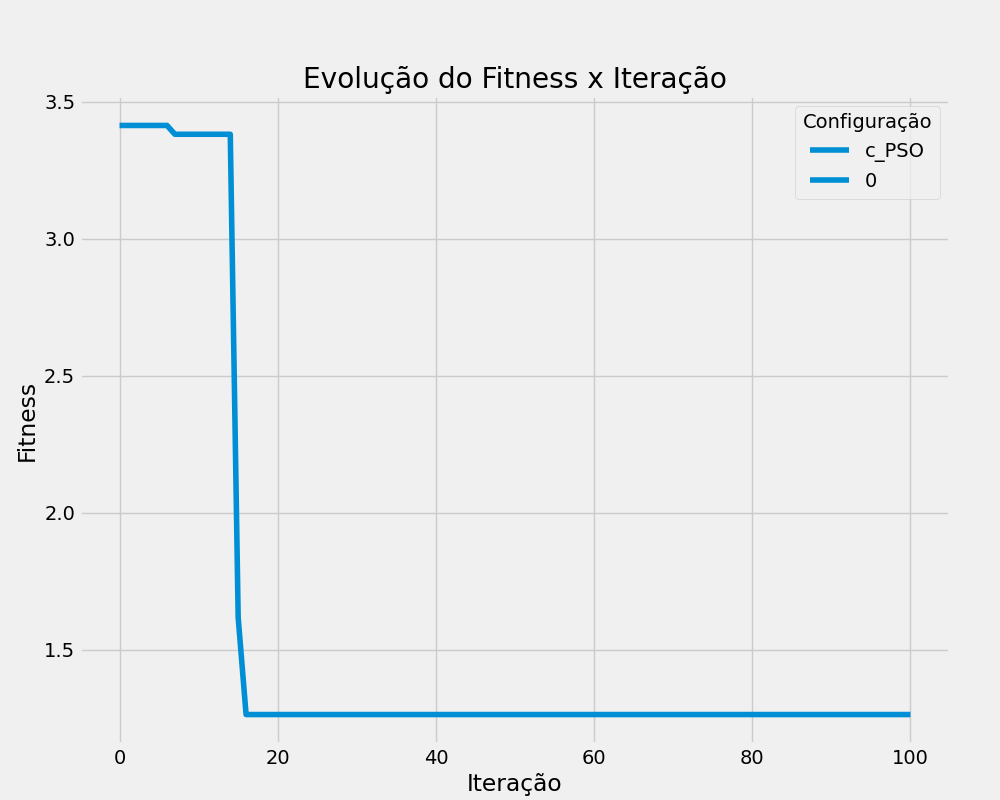 Evolução do Fitness x Iteração
Configuração
c_PSO
0
3.5
3.0
2.5
2.0
1.5
Fitness
0 20 40 60 80 100
Iteração